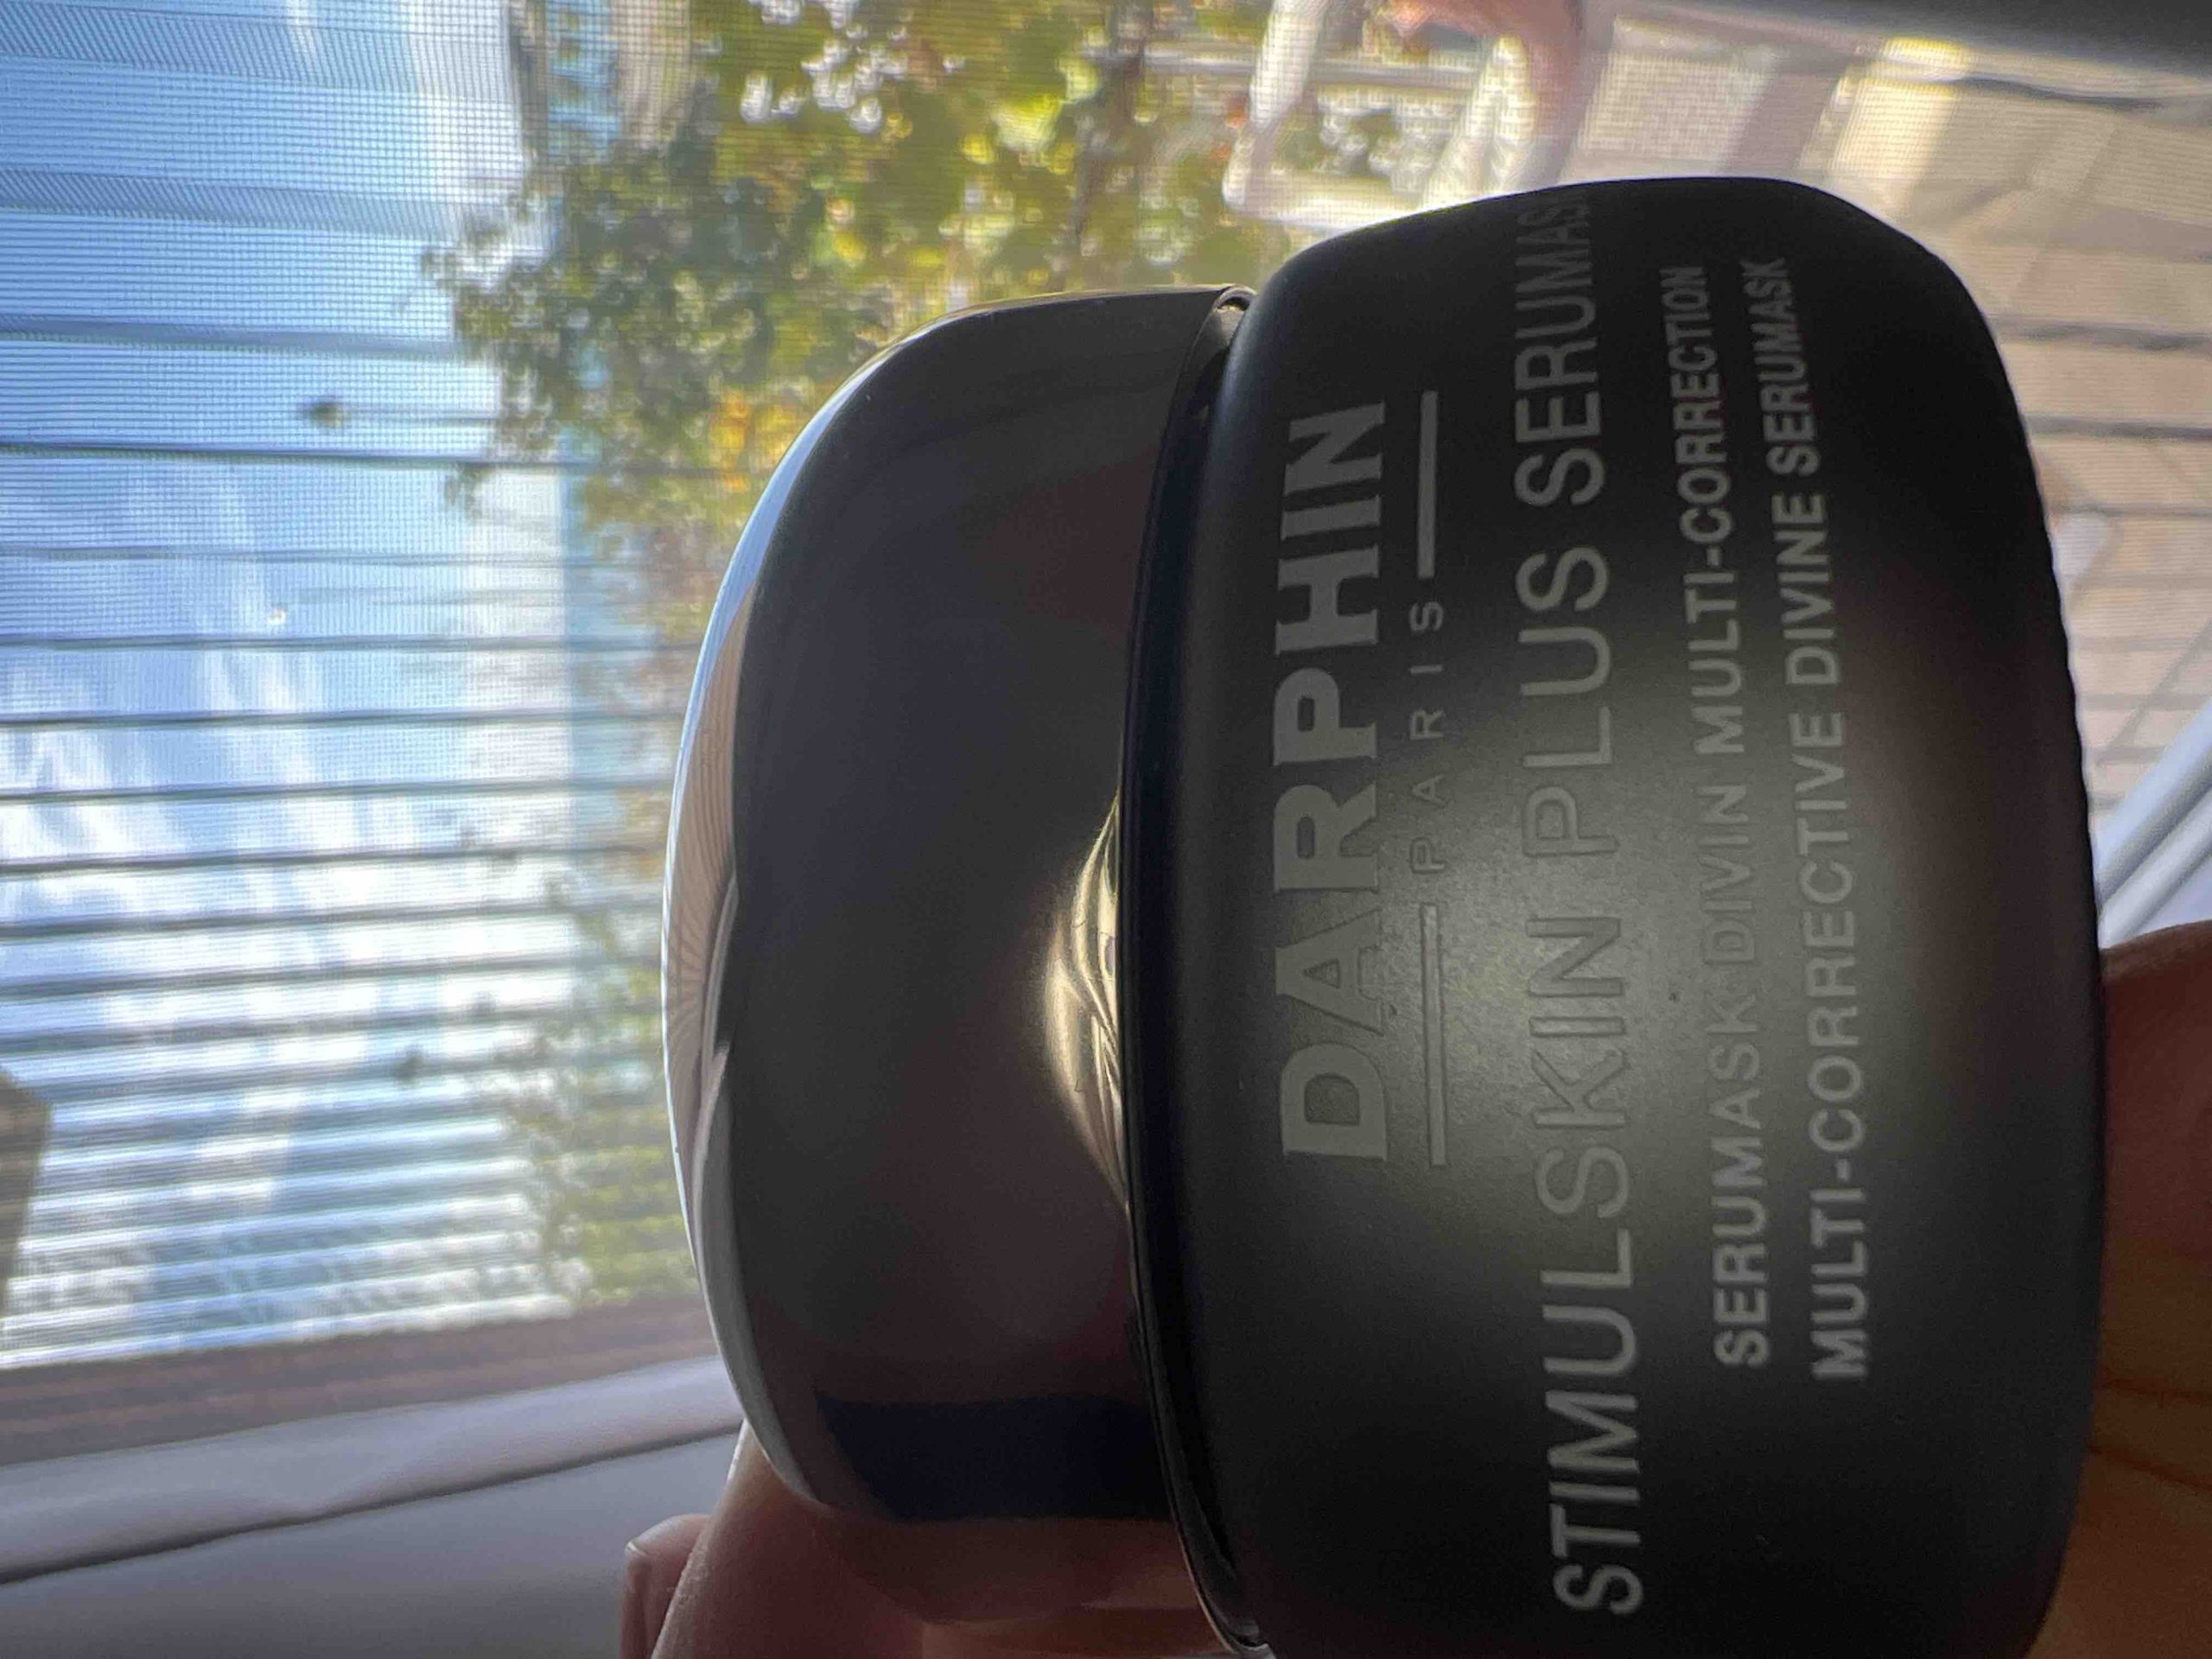 DARPHIN
PARIS
STIMULSKIN PLUS SERUMASK
SERUMASK DIVIN MULTI-CORRECTION
MULTI-CORRECTIVE DIVINE SERUMASK